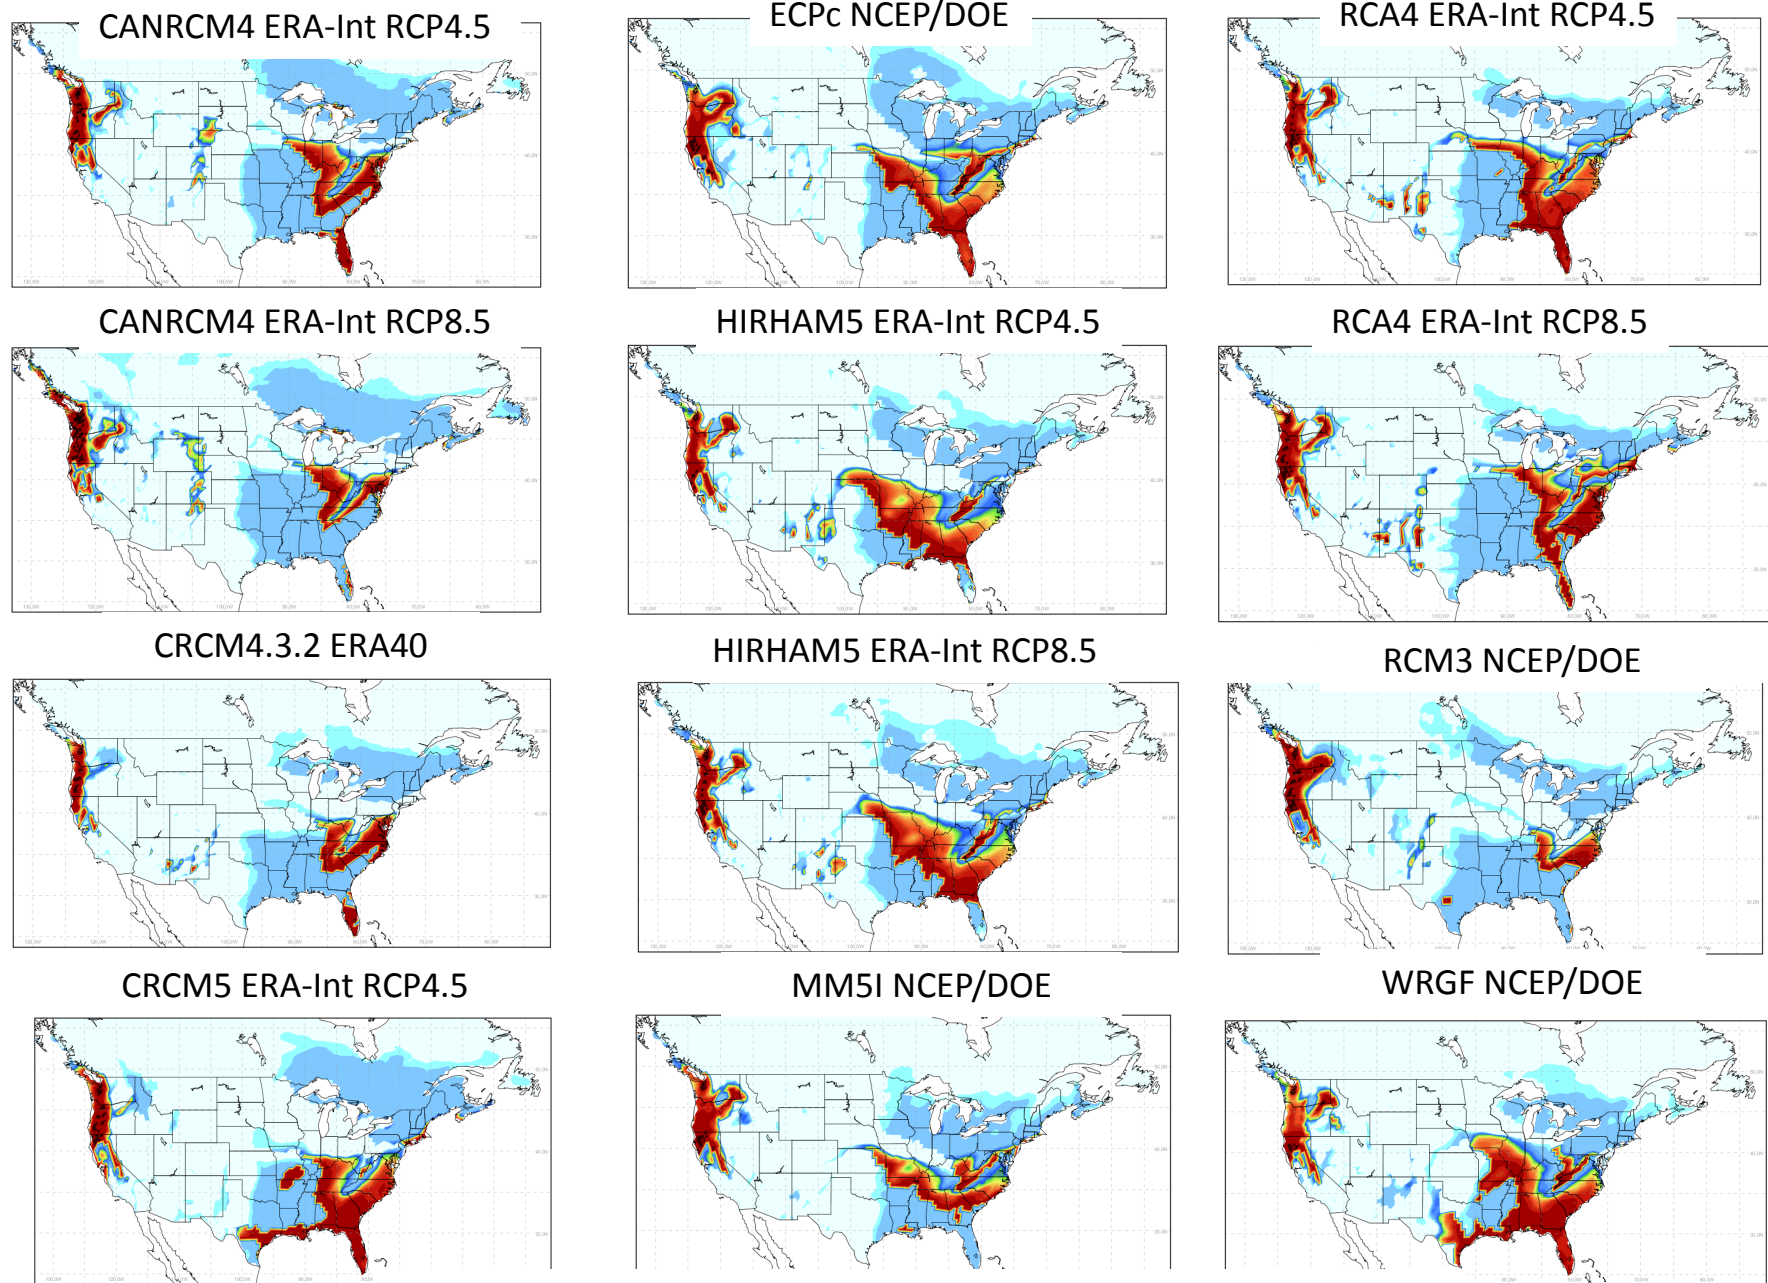 CANRCM4 ERA-Int RCP4.5
ECPc NCEP/DOE
RCA4 ERA-Int RCP4.5
CANRCM4 ERA-Int RCP8.5
HIRHAM5 ERA-Int RCP4.5
RCA4 ERA-Int RCP8.5
CRCM4.3.2 ERA40
HIRHAM5 ERA-Int RCP8.5
RCM3 NCEP/DOE
CRCM5 ERA-Int RCP4.5
MM5I NCEP/DOE
WRGF NCEP/DOE